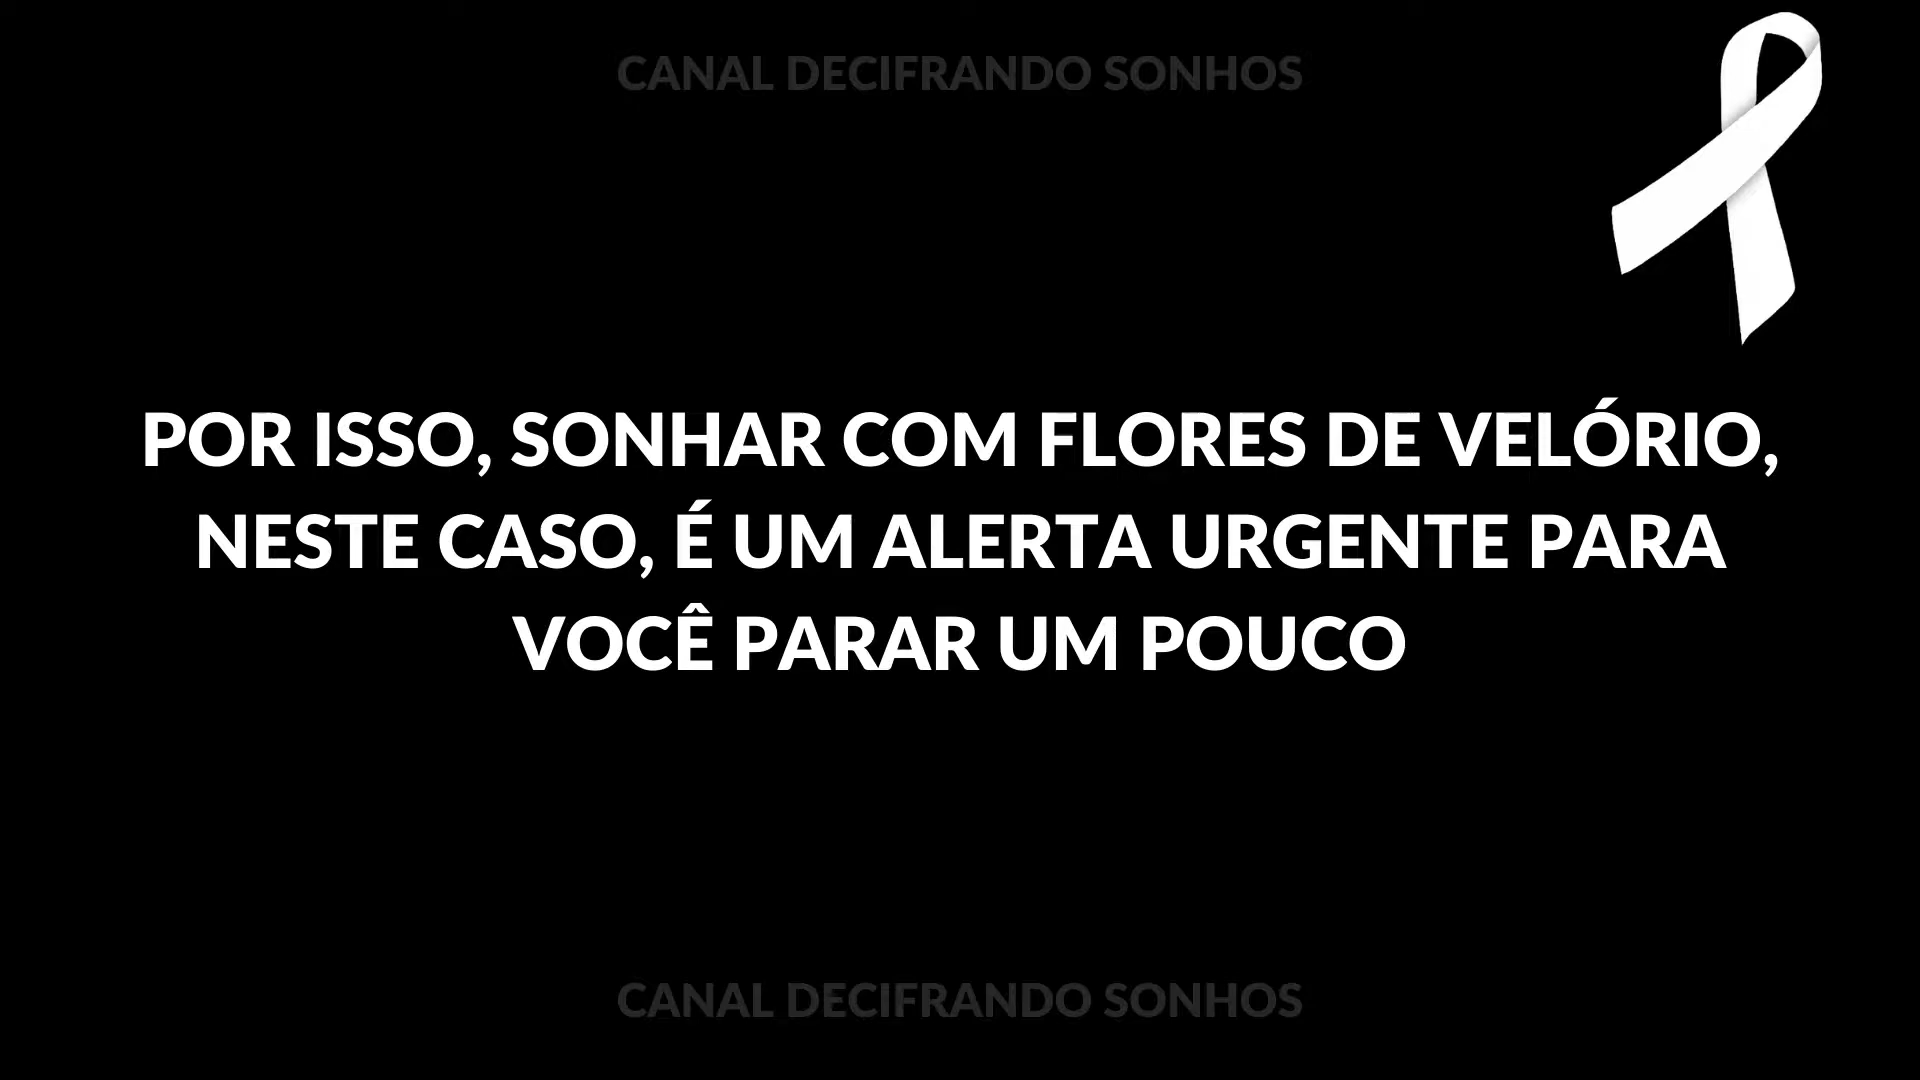 CANAL DECIFRANDO SONHOS
POR ISSO, SONHAR COM FLORES DE VELÓRIO,
NESTE CASO, É UM ALERTA URGENTE PARA
VOCÊ PARAR UM POUCO
CANAL DECIFRANDO SONHOS